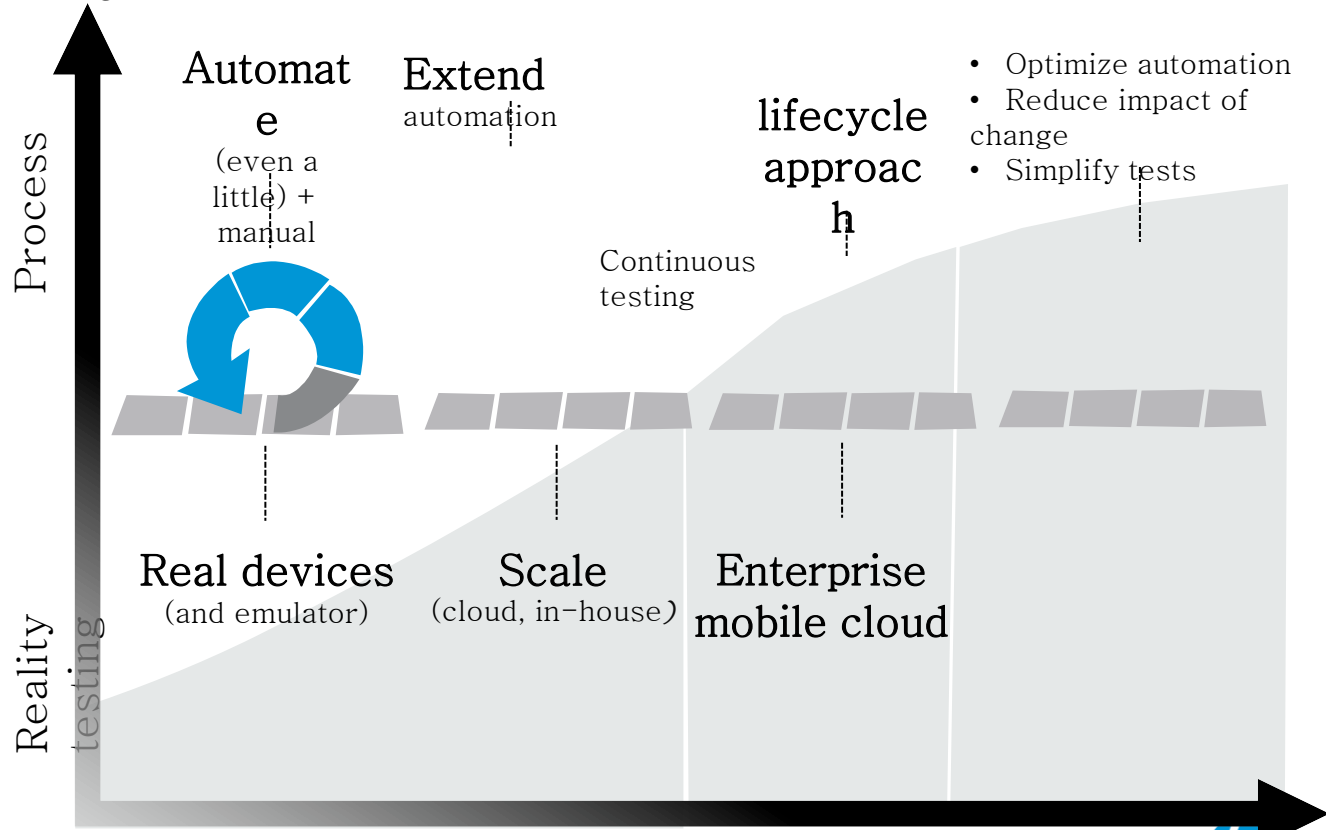 Automat
e
(even a
little) +
manual
Extend
automation
lifecycle
approac
h
• Optimize automation
• Reduce impact of
change
• Simplify tests
Process
Continuous
testing
Real devices
(and emulator)
Scale
(cloud, in-house)
Enterprise
mobile cloud
Reality
testing